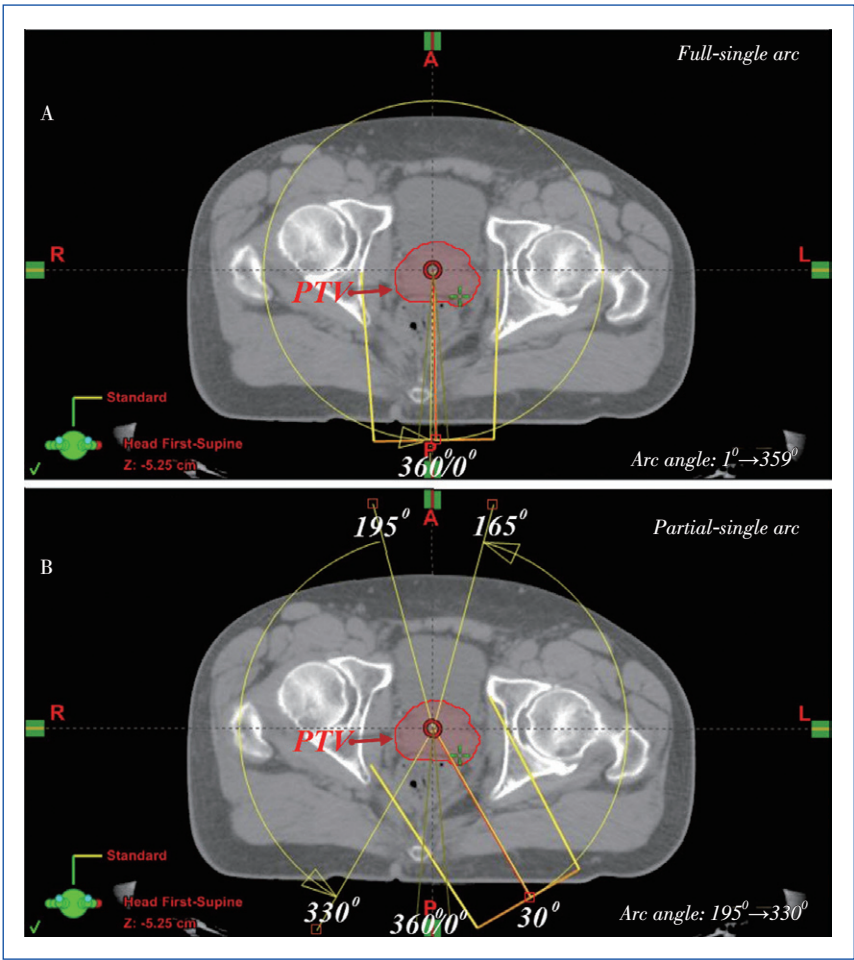 A
Full-single arc
A
R
L
PTV
Standard
Head First-Supine
Z: -5.25 cm
P
360⁰/0⁰
Arc angle: 1⁰→359⁰
195⁰
A
165⁰
Partial-single arc
B
R
L
PTV
Standard
Head First-Supine
Z: -5.25 cm
330⁰
P
360⁰/0⁰
30⁰
Arc angle: 195⁰→330⁰